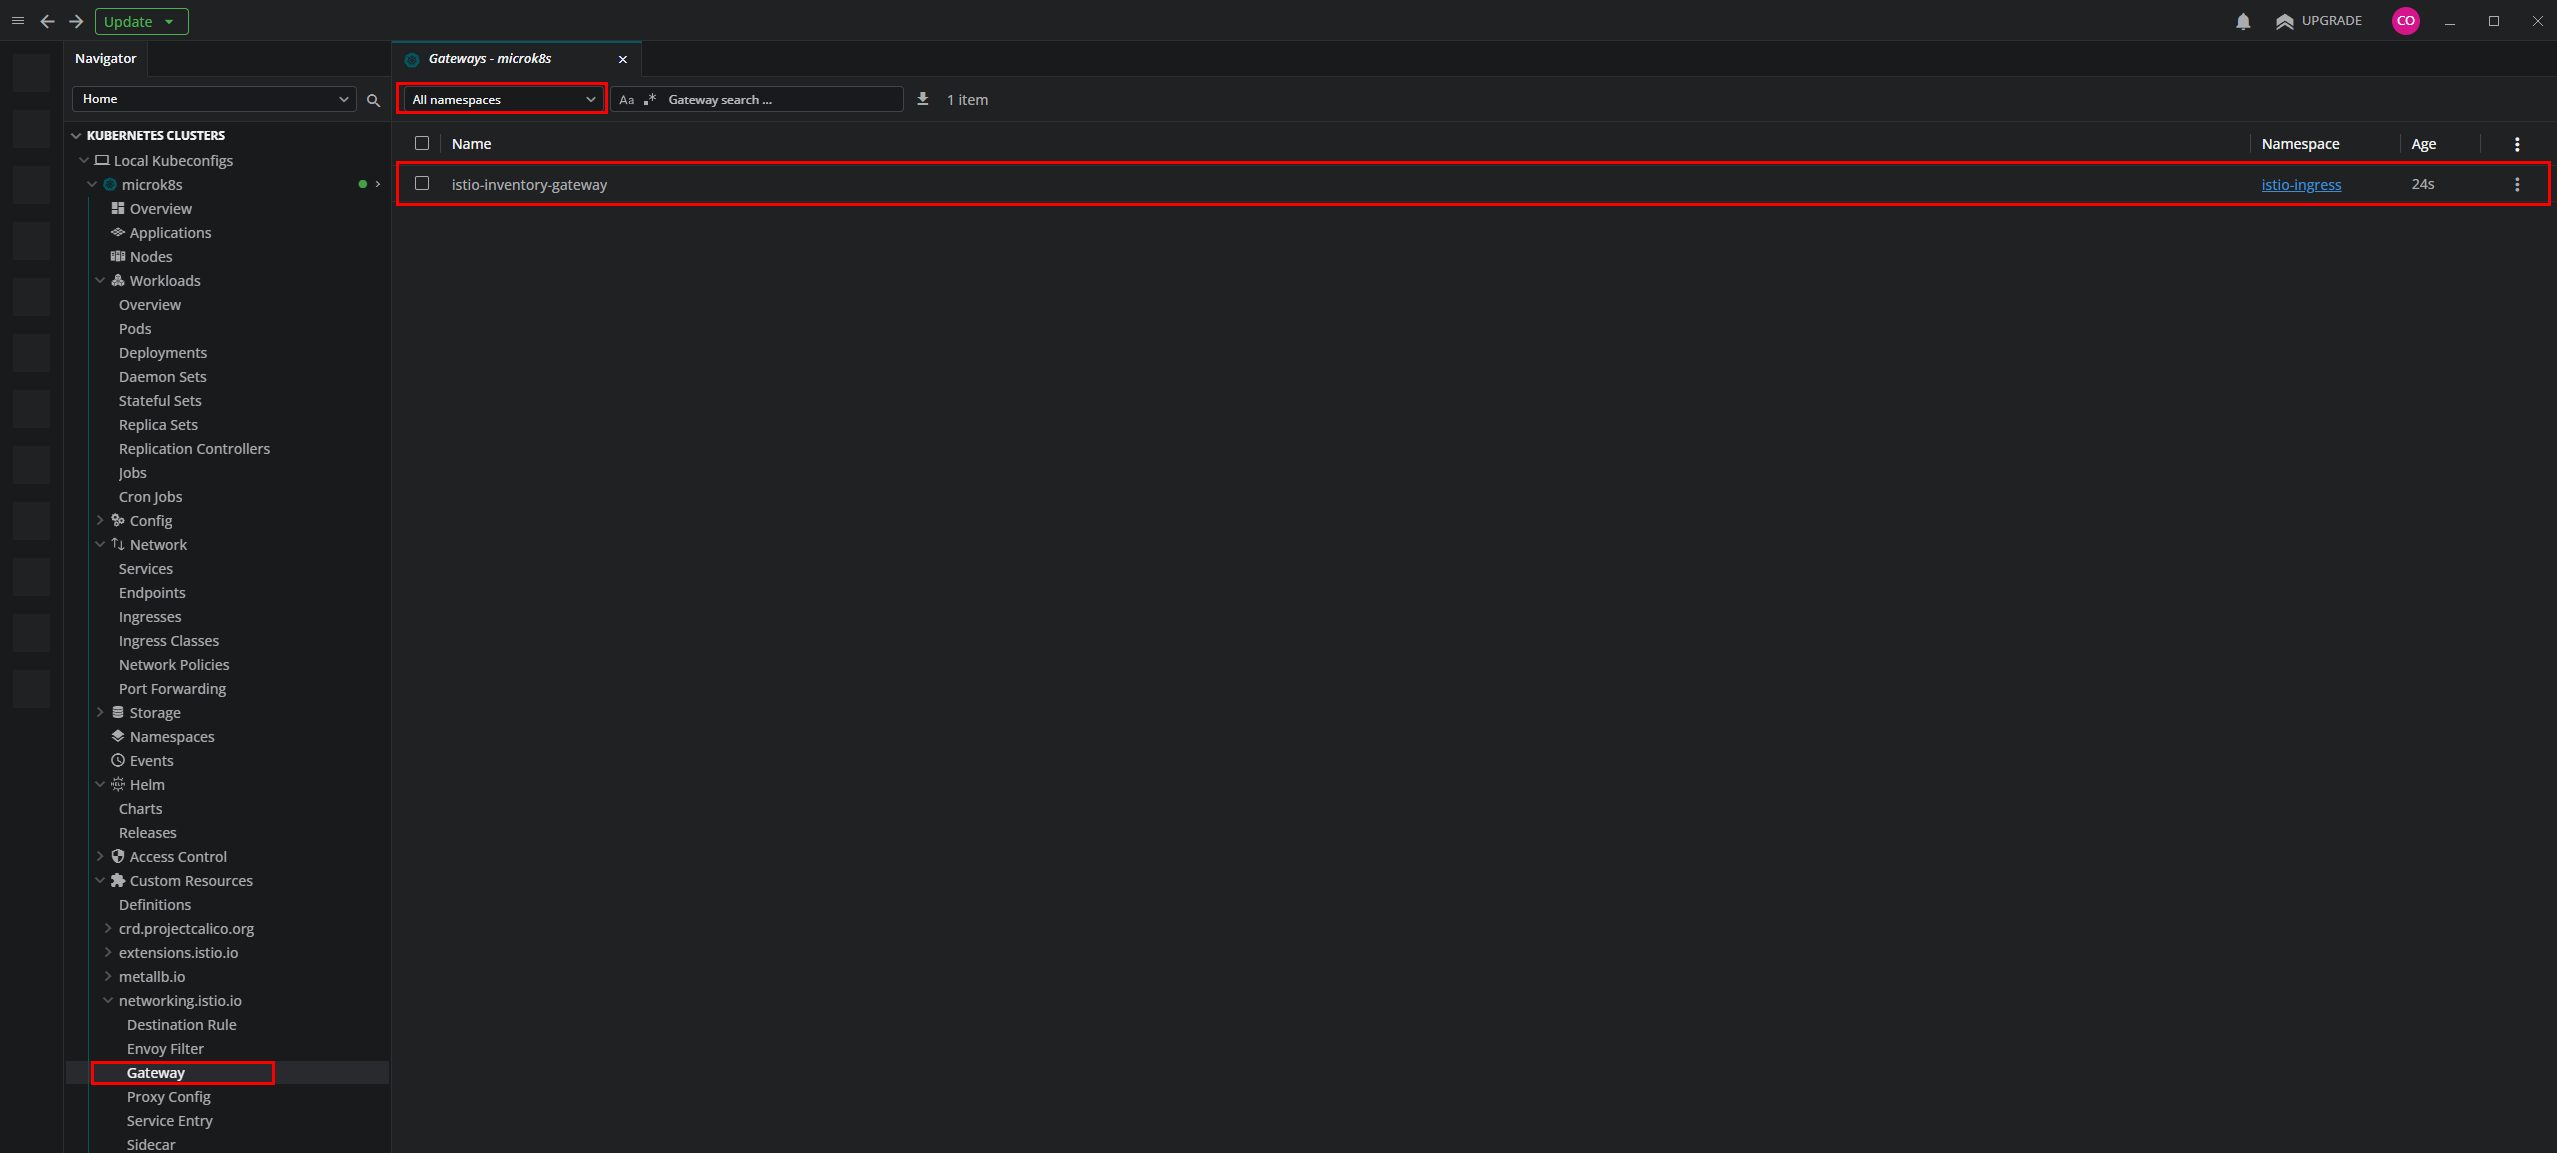 Update
UPGRADE
CO
Navigator
Gateways - microk8s
Home
All namespaces
Aa .* Gateway search ...
1 item
KUBERNETES CLUSTERS
Local Kubeconfigs
microk8s
Overview
Applications
Nodes
Workloads
Overview
Pods
Deployments
Daemon Sets
Stateful Sets
Replica Sets
Replication Controllers
Jobs
Cron Jobs
Config
Network
Services
Endpoints
Ingresses
Ingress Classes
Network Policies
Port Forwarding
Storage
Namespaces
Events
Helm
Charts
Releases
Access Control
Custom Resources
Definitions
crd.projectcalico.org
extensions.istio.io
metallb.io
networking.istio.io
Destination Rule
Envoy Filter
Gateway
Proxy Config
Service Entry
Sidecar
Name Namespace Age
istio-inventory-gateway istio-ingress 24s